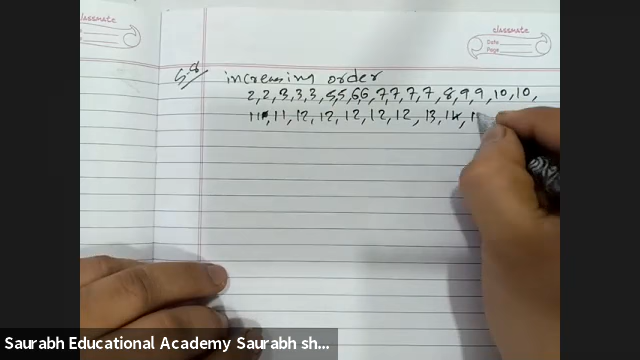 classmate
classmate
Date
Page
S.8 increasing order
2,2,3,3,3,5,5,6,6,7,7,7,7,8,9,9,10,10,
11,11,12,12,12,12,12,13,14,1
Saurabh Educational Academy Saurabh sh...